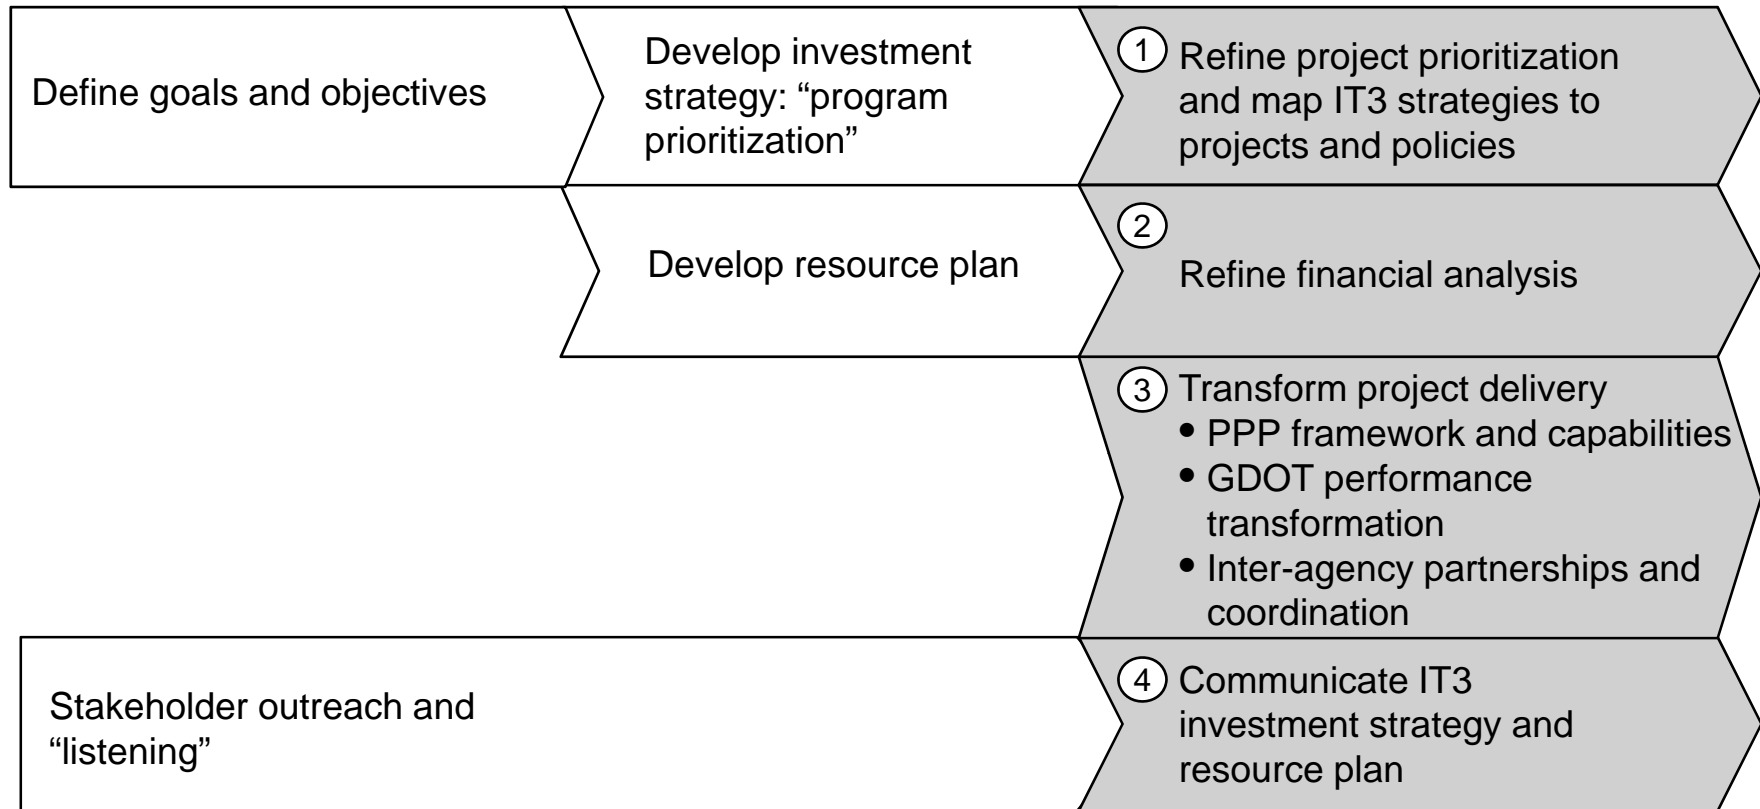 Define goals and objectives
Develop investment
strategy: “program
prioritization”
1 Refine project prioritization
and map IT3 strategies to
projects and policies
Develop resource plan
2
Refine financial analysis
3 Transform project delivery
• PPP framework and capabilities
• GDOT performance
transformation
• Inter-agency partnerships and
coordination
Stakeholder outreach and
“listening”
4 Communicate IT3
investment strategy and
resource plan